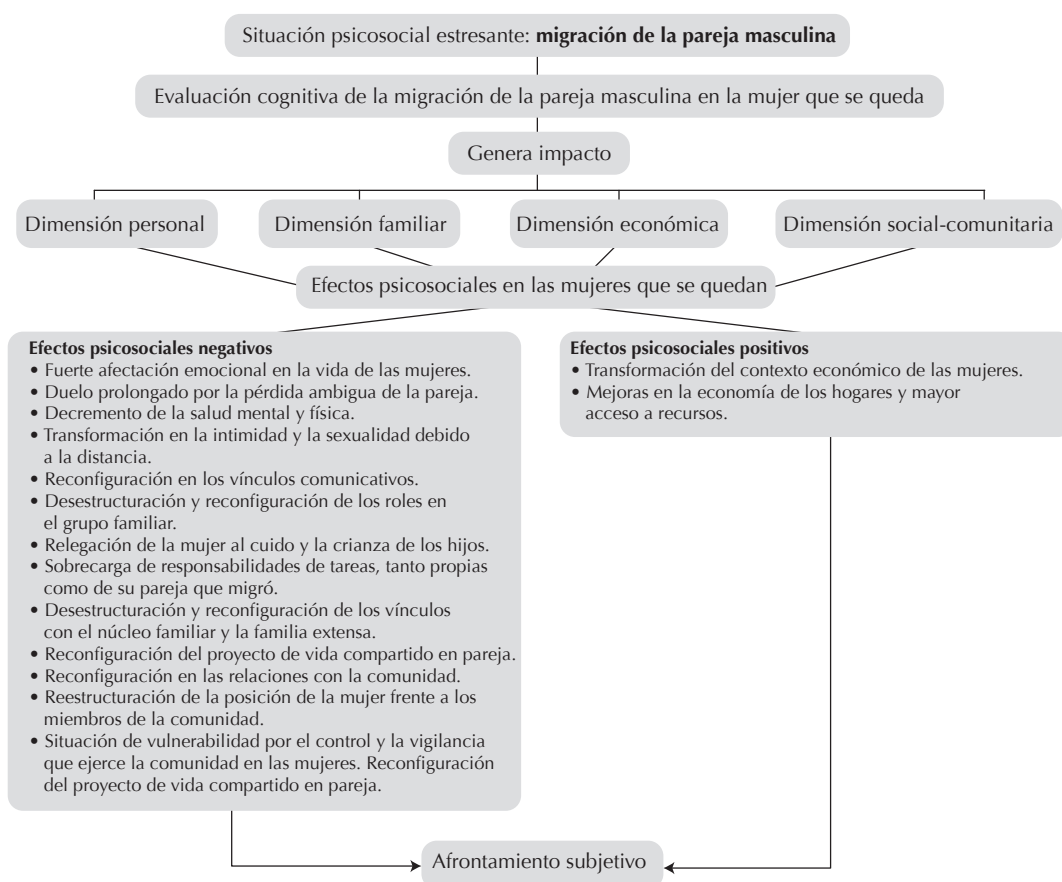 Situación psicosocial estresante: migración de la pareja masculina
Evaluación cognitiva de la migración de la pareja masculina en la mujer que se queda
Genera impacto
Dimensión personal
Dimensión familiar
Dimensión económica
Dimensión social-comunitaria
Efectos psicosociales en las mujeres que se quedan
Efectos psicosociales negativos
• Fuerte afectación emocional en la vida de las mujeres.
• Duelo prolongado por la pérdida ambigua de la pareja.
• Decremento de la salud mental y física.
• Transformación en la intimidad y la sexualidad debido
a la distancia.
• Reconfiguración en los vínculos comunicativos.
• Desestructuración y reconfiguración de los roles en
el grupo familiar.
• Relegación de la mujer al cuido y la crianza de los hijos.
• Sobrecarga de responsabilidades de tareas, tanto propias
como de su pareja que migró.
• Desestructuración y reconfiguración de los vínculos
con el núcleo familiar y la familia extensa.
• Reconfiguración del proyecto de vida compartido en pareja.
• Reconfiguración en las relaciones con la comunidad.
• Reestructuración de la posición de la mujer frente a los
miembros de la comunidad.
• Situación de vulnerabilidad por el control y la vigilancia
que ejerce la comunidad en las mujeres. Reconfiguración
del proyecto de vida compartido en pareja.
Efectos psicosociales positivos
• Transformación del contexto económico de las mujeres.
• Mejoras en la economía de los hogares y mayor
acceso a recursos.
Afrontamiento subjetivo